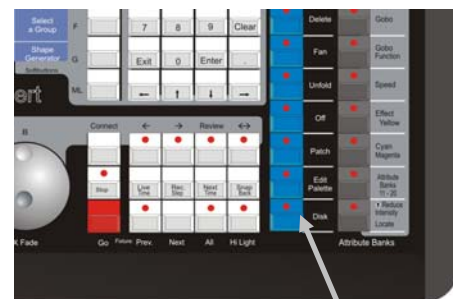 Select
a Group
F
7 8 9 Clear
Delete
Gobo
Shape
Generator
Softbuttons
G
Exit 0 Enter .
Fan
Gobo
Function
ert
ML
← ↑ ↓ →
Unfold
Speed
Off
Effect
Yellow
B
Connect ← → Review ↔
Patch
Cyan
Magenta
Stop
Live
Time
Rec.
Step
Next
Time
Snap
Back
Edit
Palette
Attribute
Banks
11 - 25
Disk
Reduce
Intensity
Locate
X Fade
Go
Prev. Next All Hi Light
Attribute Banks